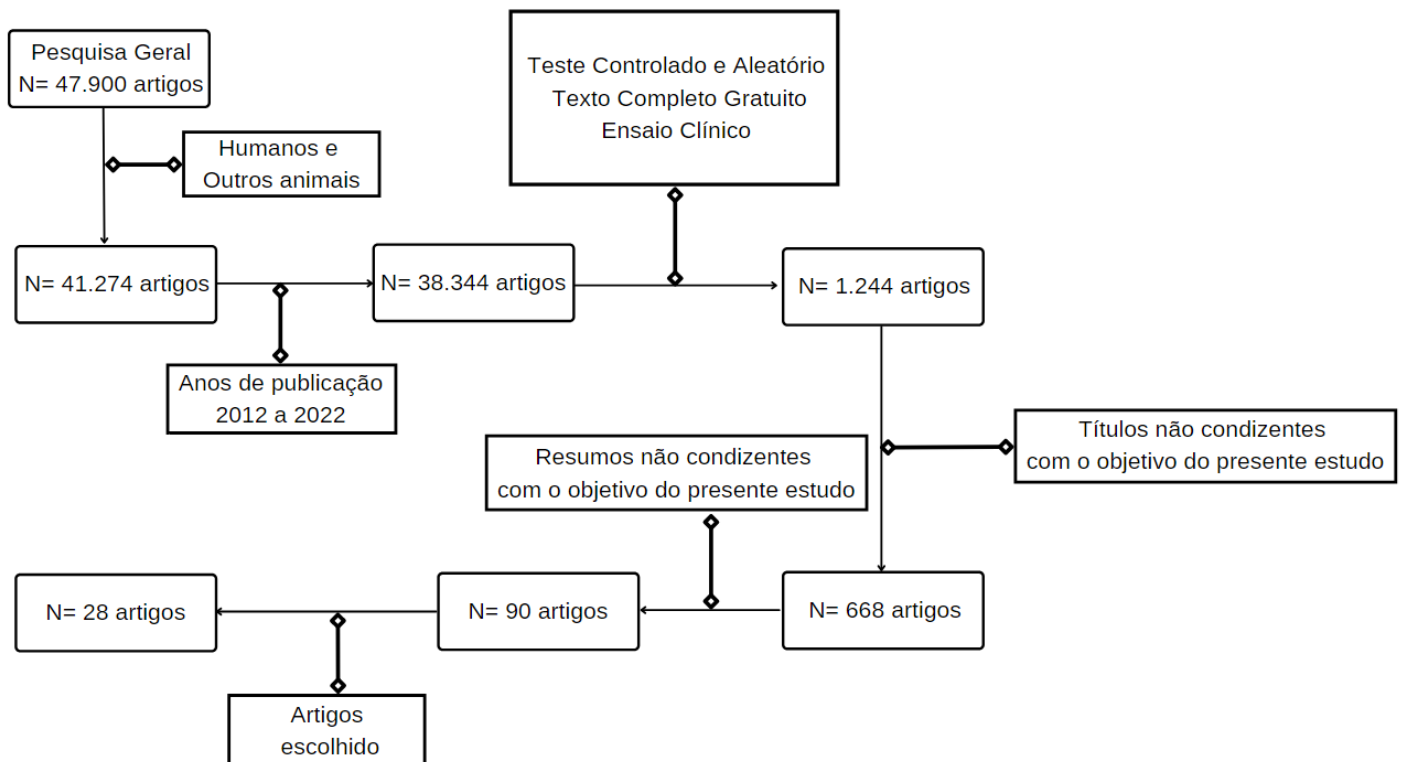 Pesquisa Geral
N= 47.900 artigos
Humanos e
Outros animais
N= 41.274 artigos
Anos de publicação
2012 a 2022
N= 38.344 artigos
Teste Controlado e Aleatório
Texto Completo Gratuito
Ensaio Clínico
N= 1.244 artigos
Títulos não condizentes
com o objetivo do presente estudo
N= 668 artigos
Resumos não condizentes
com o objetivo do presente estudo
N= 90 artigos
Artigos
escolhido
N= 28 artigos